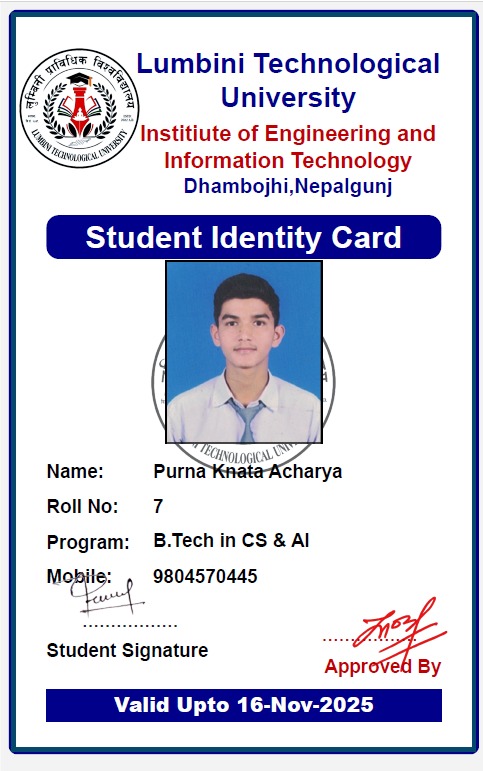 लुम्बिनी प्राविधिक विश्वविद्यालय
LUMBINI TECHNOLOGICAL UNIVERSITY
Lumbini Technological
University
Institiute of Engineering and
Information Technology
Dhambojhi,Nepalgunj
Student Identity Card
TECHNOLOGICAL
Name: Purna Knata Acharya
Roll No: 7
Program: B.Tech in CS & AI
Mobile: 9804570445
.................
Student Signature
Approved By
Valid Upto 16-Nov-2025